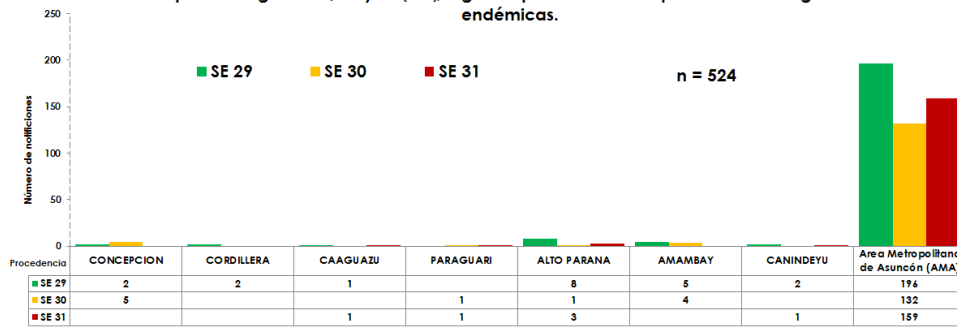 endémicas.
250
200
SE 29 SE 30 SE 31 n = 524
150
100
50
0
Número de notificiones
Procedencia CONCEPCION CORDILLERA CAAGUAZU PARAGUARI ALTO PARANA AMAMBAY CANINDEYU Area Metropolitana de Asuncón (AMA)
SE 29 2 2 1 8 5 2 196
SE 30 5 1 1 4 132
SE 31 1 1 3 1 159